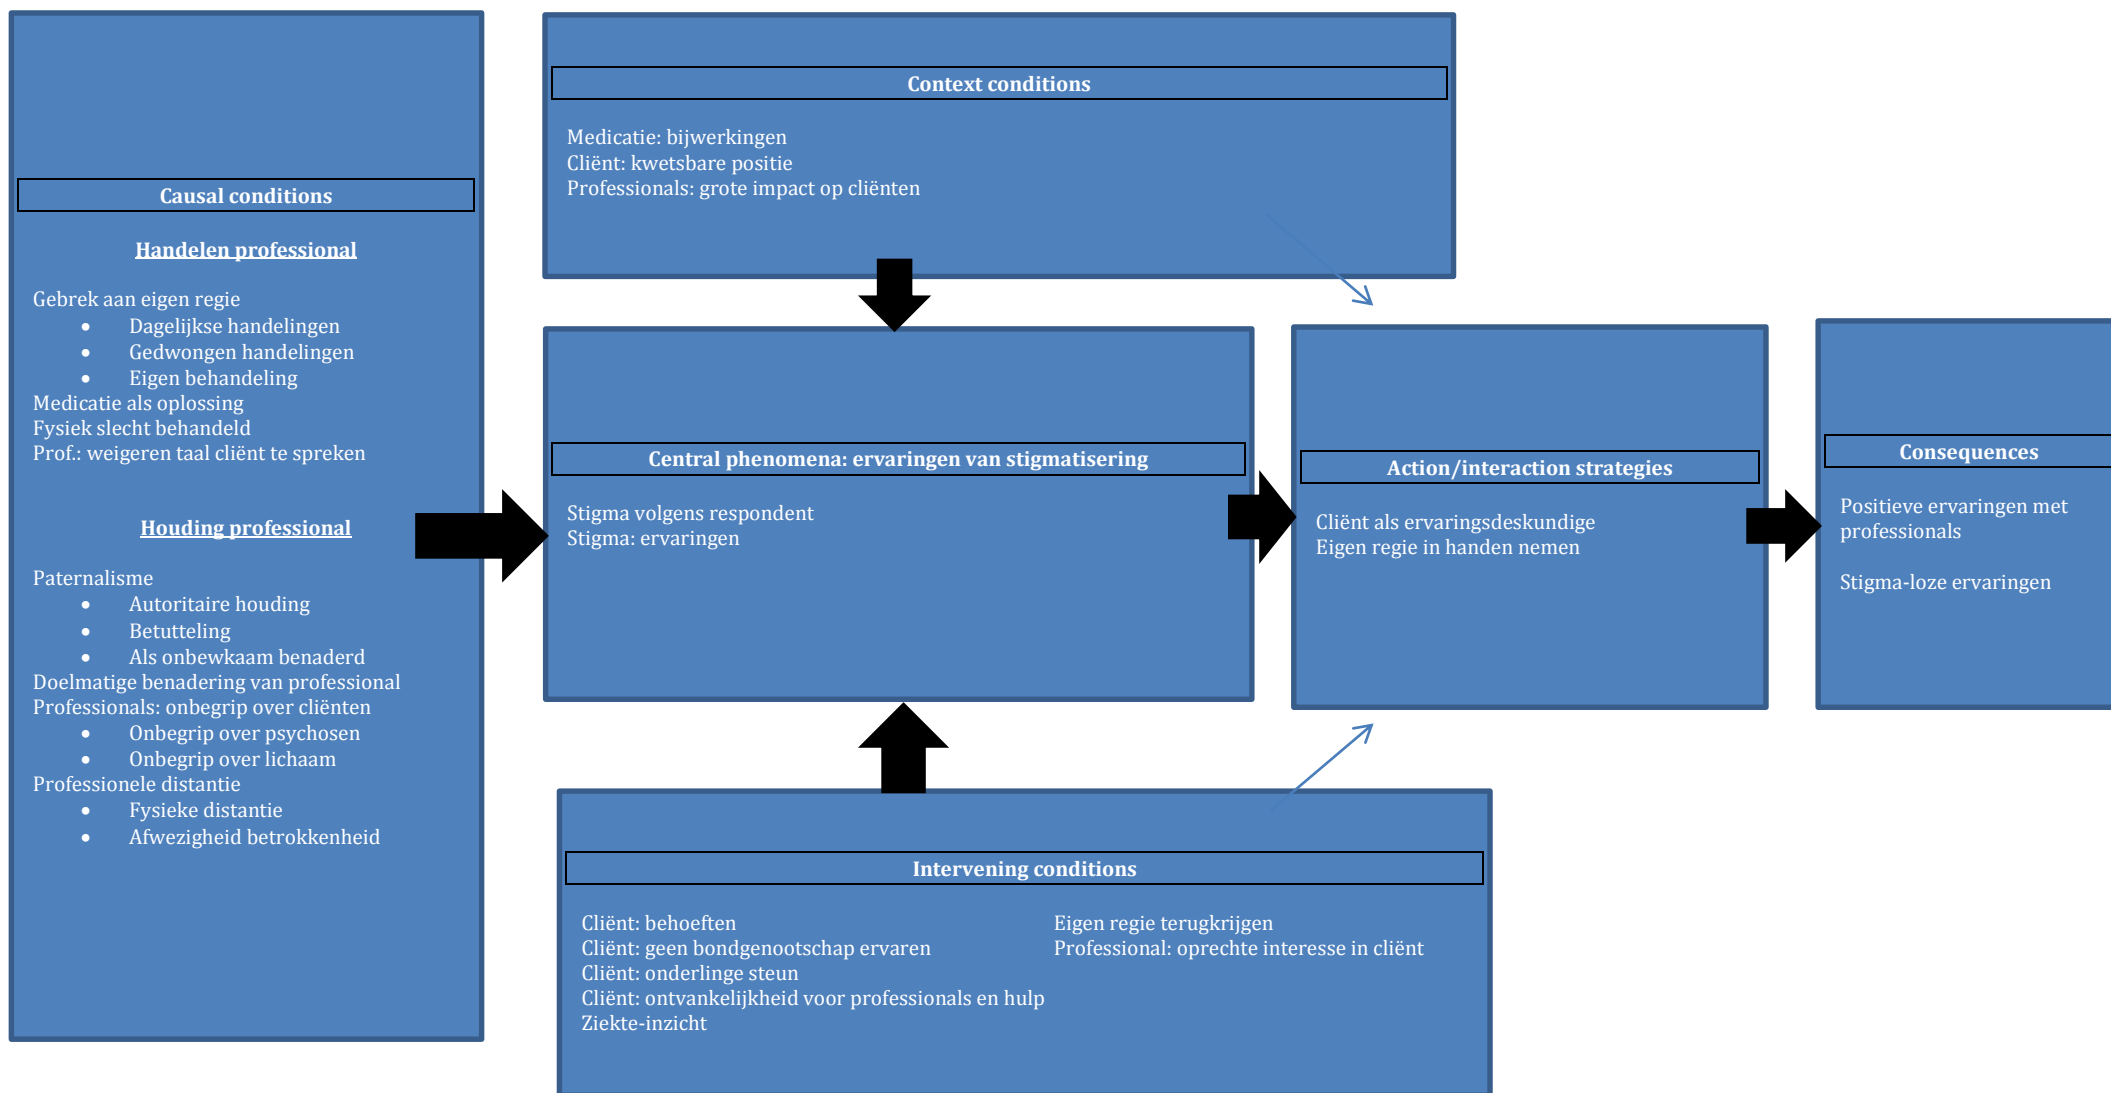 Causal conditions
Handelen professional
Gebrek aan eigen regie
• Dagelijkse handelingen
• Gedwongen handelingen
• Eigen behandeling
Medicatie als oplossing
Fysiek slecht behandeld
Prof.: weigeren taal cliënt te spreken
Houding professional
Paternalisme
• Autoritaire houding
• Betutteling
• Als onbewkaam benaderd
Doelmatige benadering van professional
Professionals: onbegrip over cliënten
• Onbegrip over psychosen
• Onbegrip over lichaam
Professionele distantie
• Fysieke distantie
• Afwezigheid betrokkenheid
Context conditions
Medicatie: bijwerkingen
Cliënt: kwetsbare positie
Professionals: grote impact op cliënten
Central phenomena: ervaringen van stigmatisering
Stigma volgens respondent
Stigma: ervaringen
Action/interaction strategies
Cliënt als ervaringsdeskundige
Eigen regie in handen nemen
Consequences
Positieve ervaringen met
professionals
Stigma-loze ervaringen
Intervening conditions
Cliënt: behoeften
Cliënt: geen bondgenootschap ervaren
Cliënt: onderlinge steun
Cliënt: ontvankelijkheid voor professionals en hulp
Ziekte-inzicht
Eigen regie terugkrijgen
Professional: oprechte interesse in cliënt